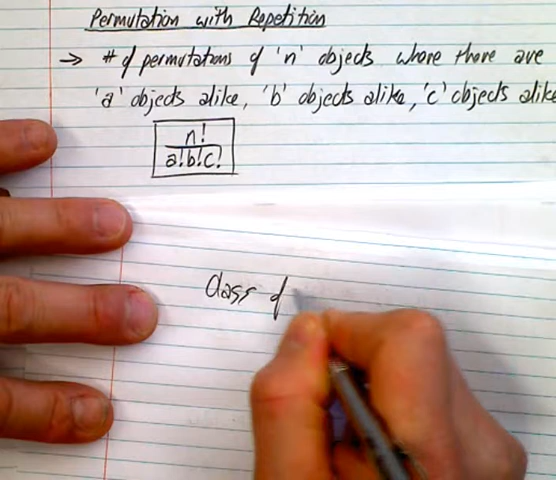 Permutation with Repetition
→ # of permutations of 'n' objects where there are
'a' objects alike, 'b' objects alike, 'c' objects alike
n!
a!b!c!
Class of